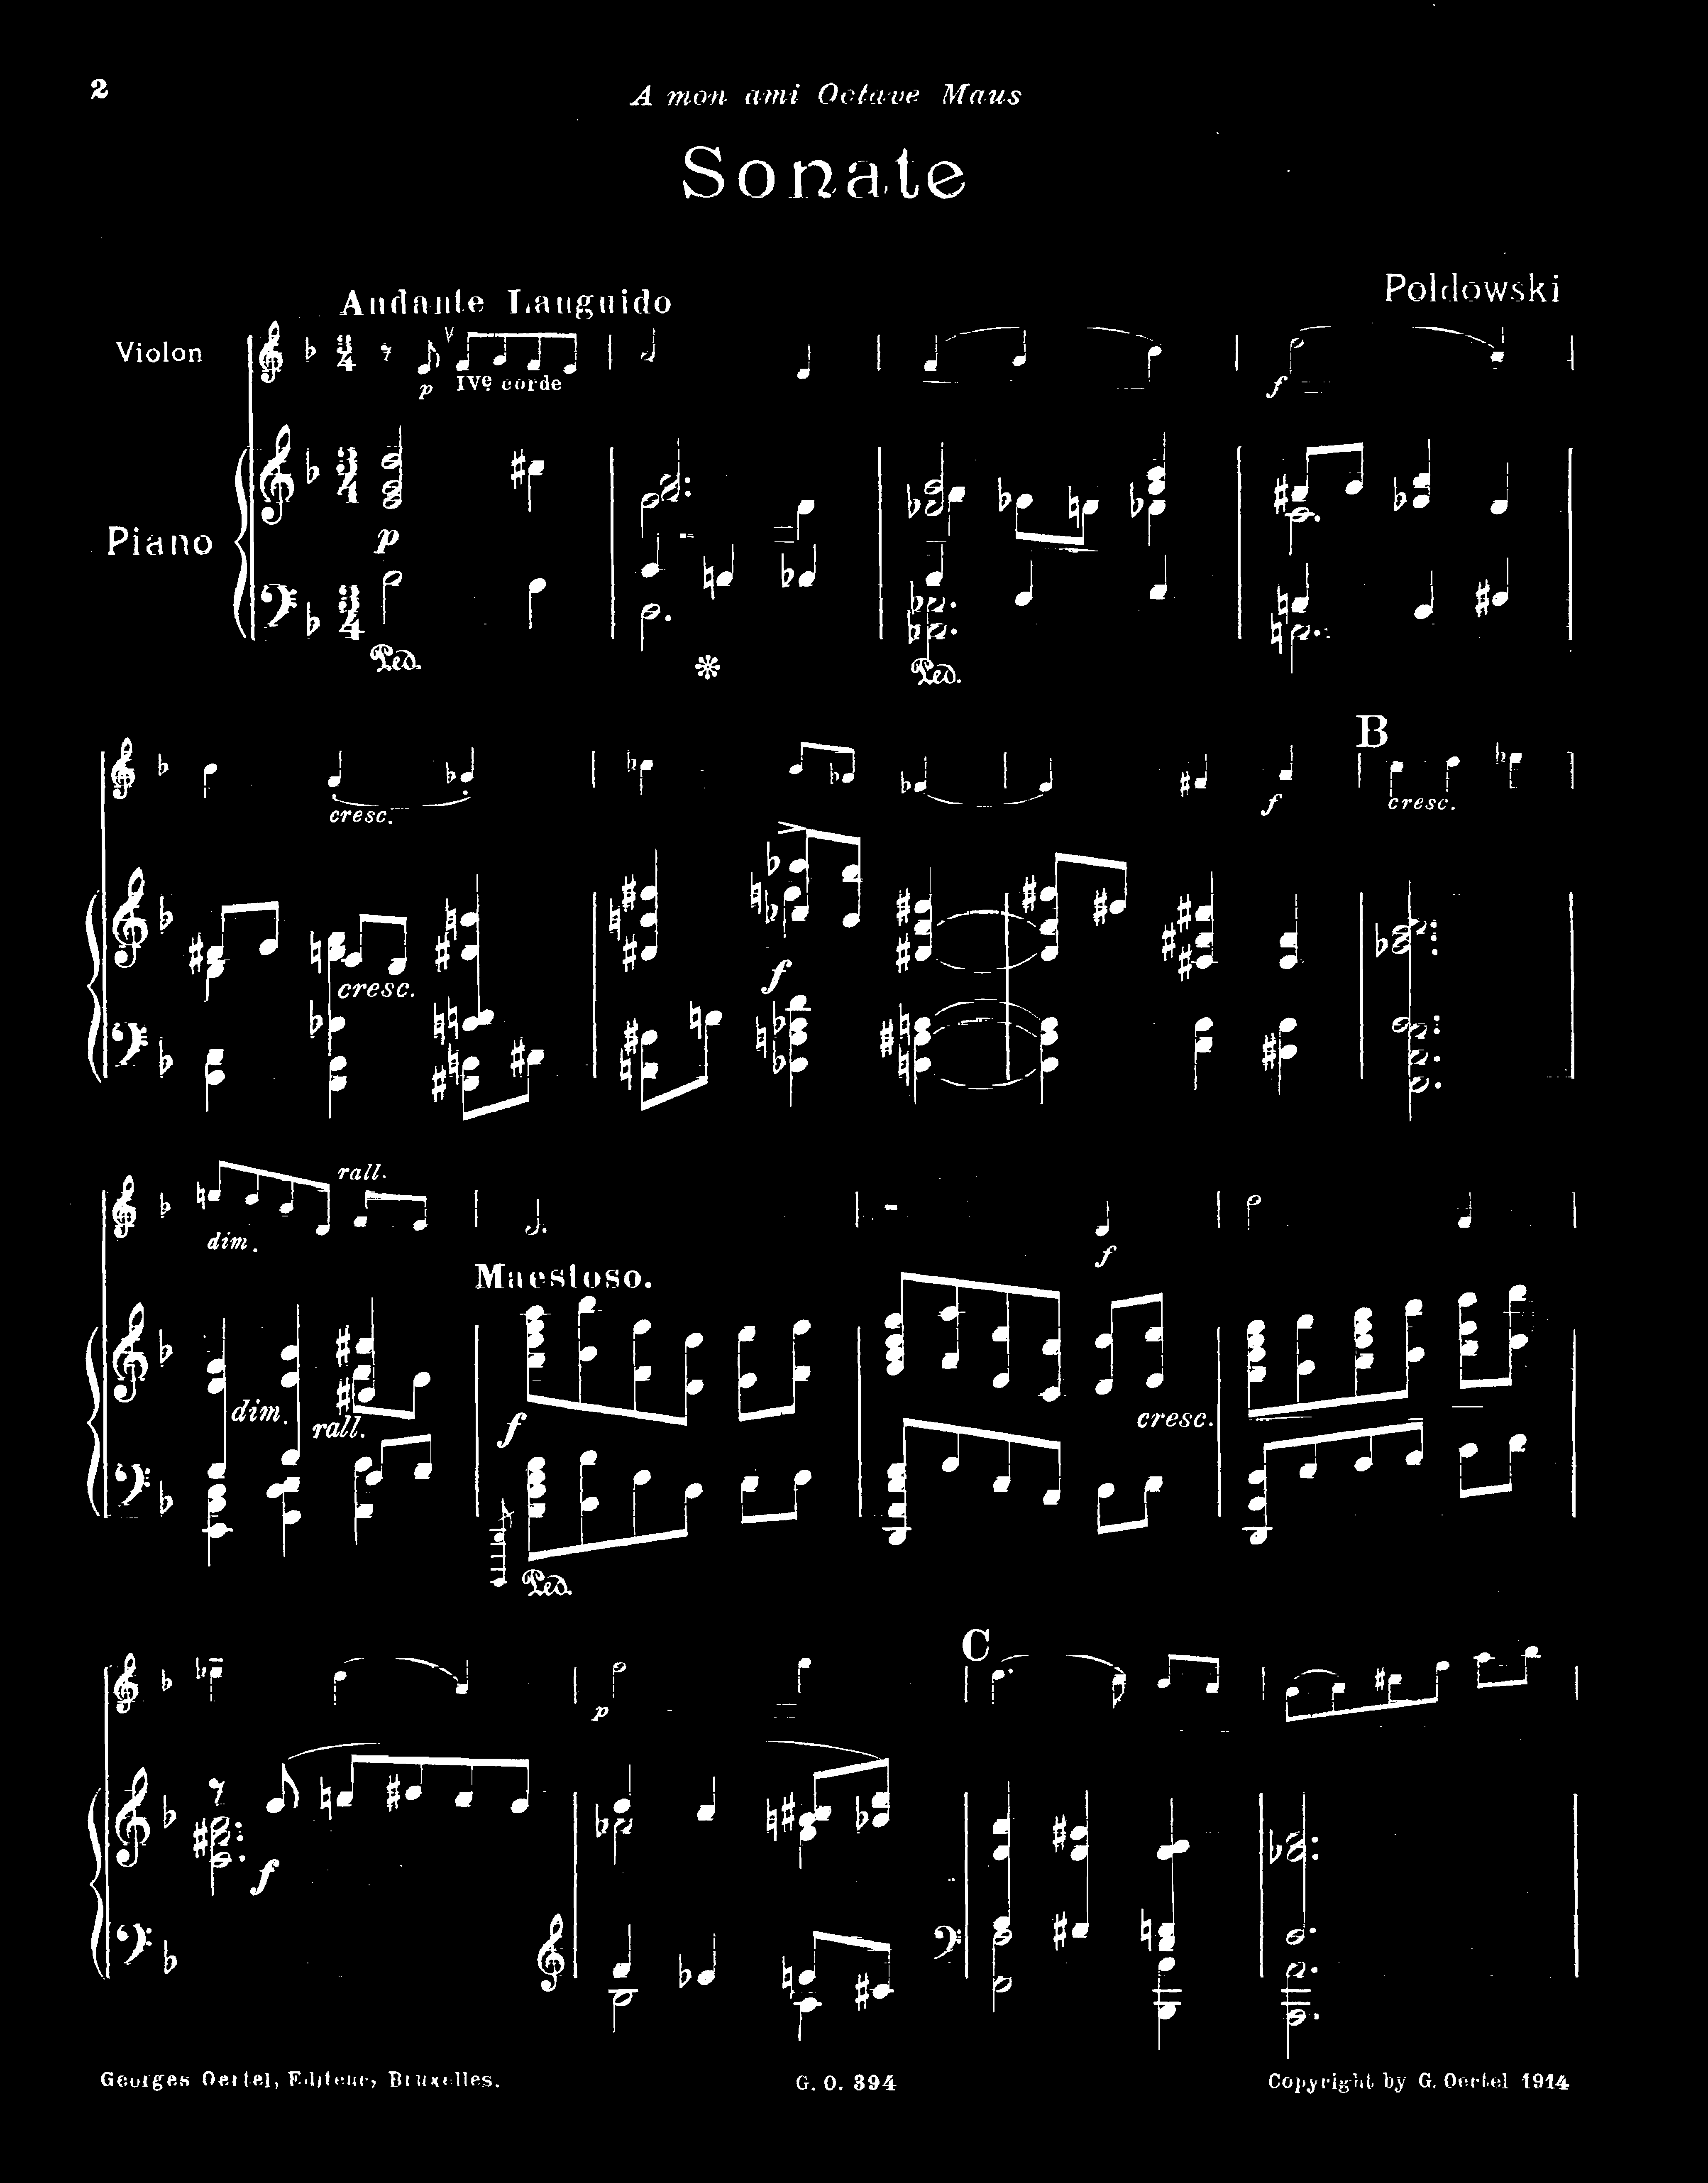 2
A mon ami Octave Maus
Sonate
Poldowski
Andante Languido
Violon
p IVe corde
f
Piano
p
Ped.
Ped.
B
cresc.
f
cresc.
cresc.
f
rall.
dim.
f
Maestoso.
dim.
rall.
f
cresc.
Ped.
C
p
f
Georges Oertel, Editeur, Bruxelles.
G. O. 394
Copyright by G. Oertel 1914